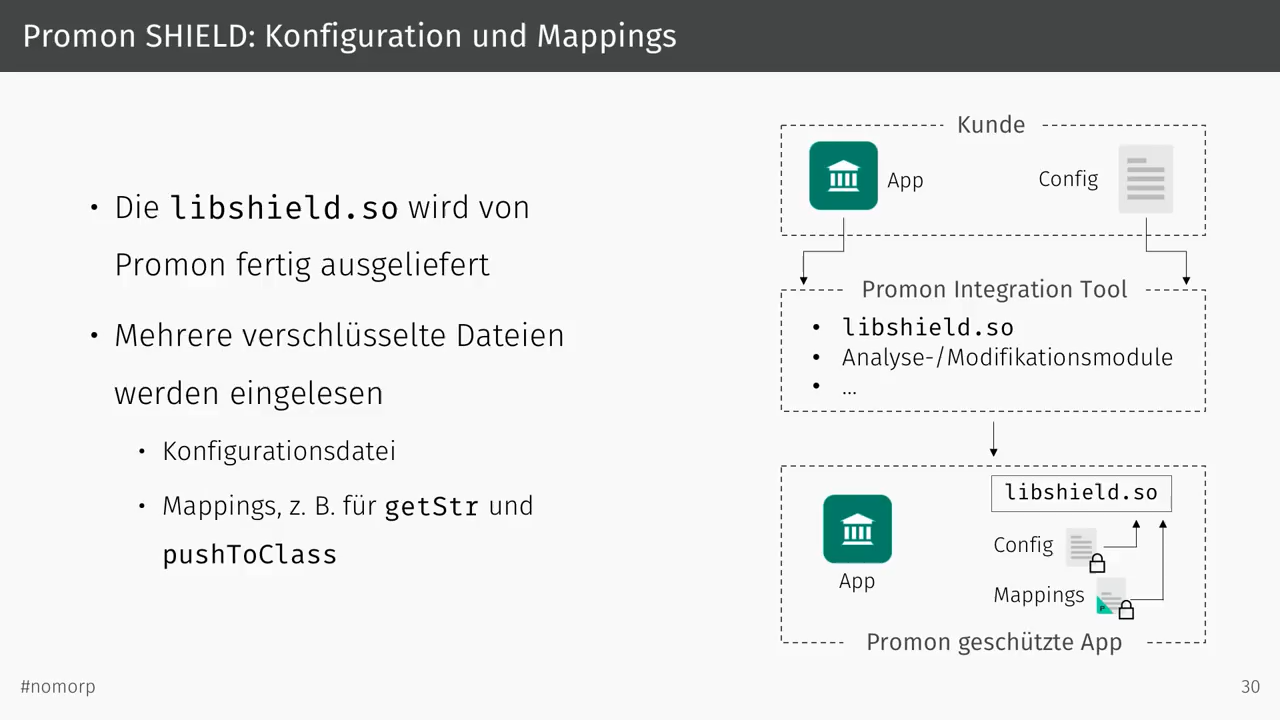 Promon SHIELD: Konfiguration und Mappings
• Die libshield.so wird von
Promon fertig ausgeliefert
• Mehrere verschlüsselte Dateien
werden eingelesen
• Konfigurationsdatei
• Mappings, z. B. für getStr und
pushToClass
Kunde
App
Config
Promon Integration Tool
• libshield.so
• Analyse-/Modifikationsmodule
• ...
libshield.so
Config
App
Mappings
P
Promon geschützte App
#nomorp
30